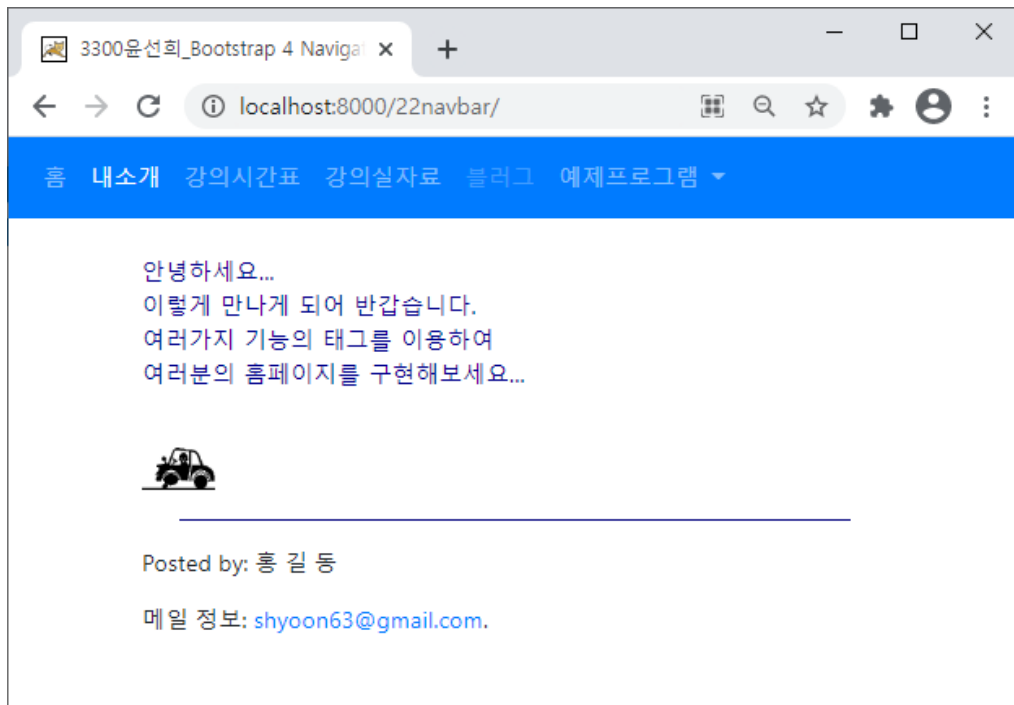 3300윤선희_Bootstrap 4 Navigat
localhost:8000/22navbar/
홈 내소개 강의시간표 강의실자료 블러그 예제프로그램
안녕하세요...
이렇게 만나게 되어 반갑습니다.
여러가지 기능의 태그를 이용하여
여러분의 홈페이지를 구현해보세요...
Posted by: 홍 길 동
메일 정보: shyoon63@gmail.com.